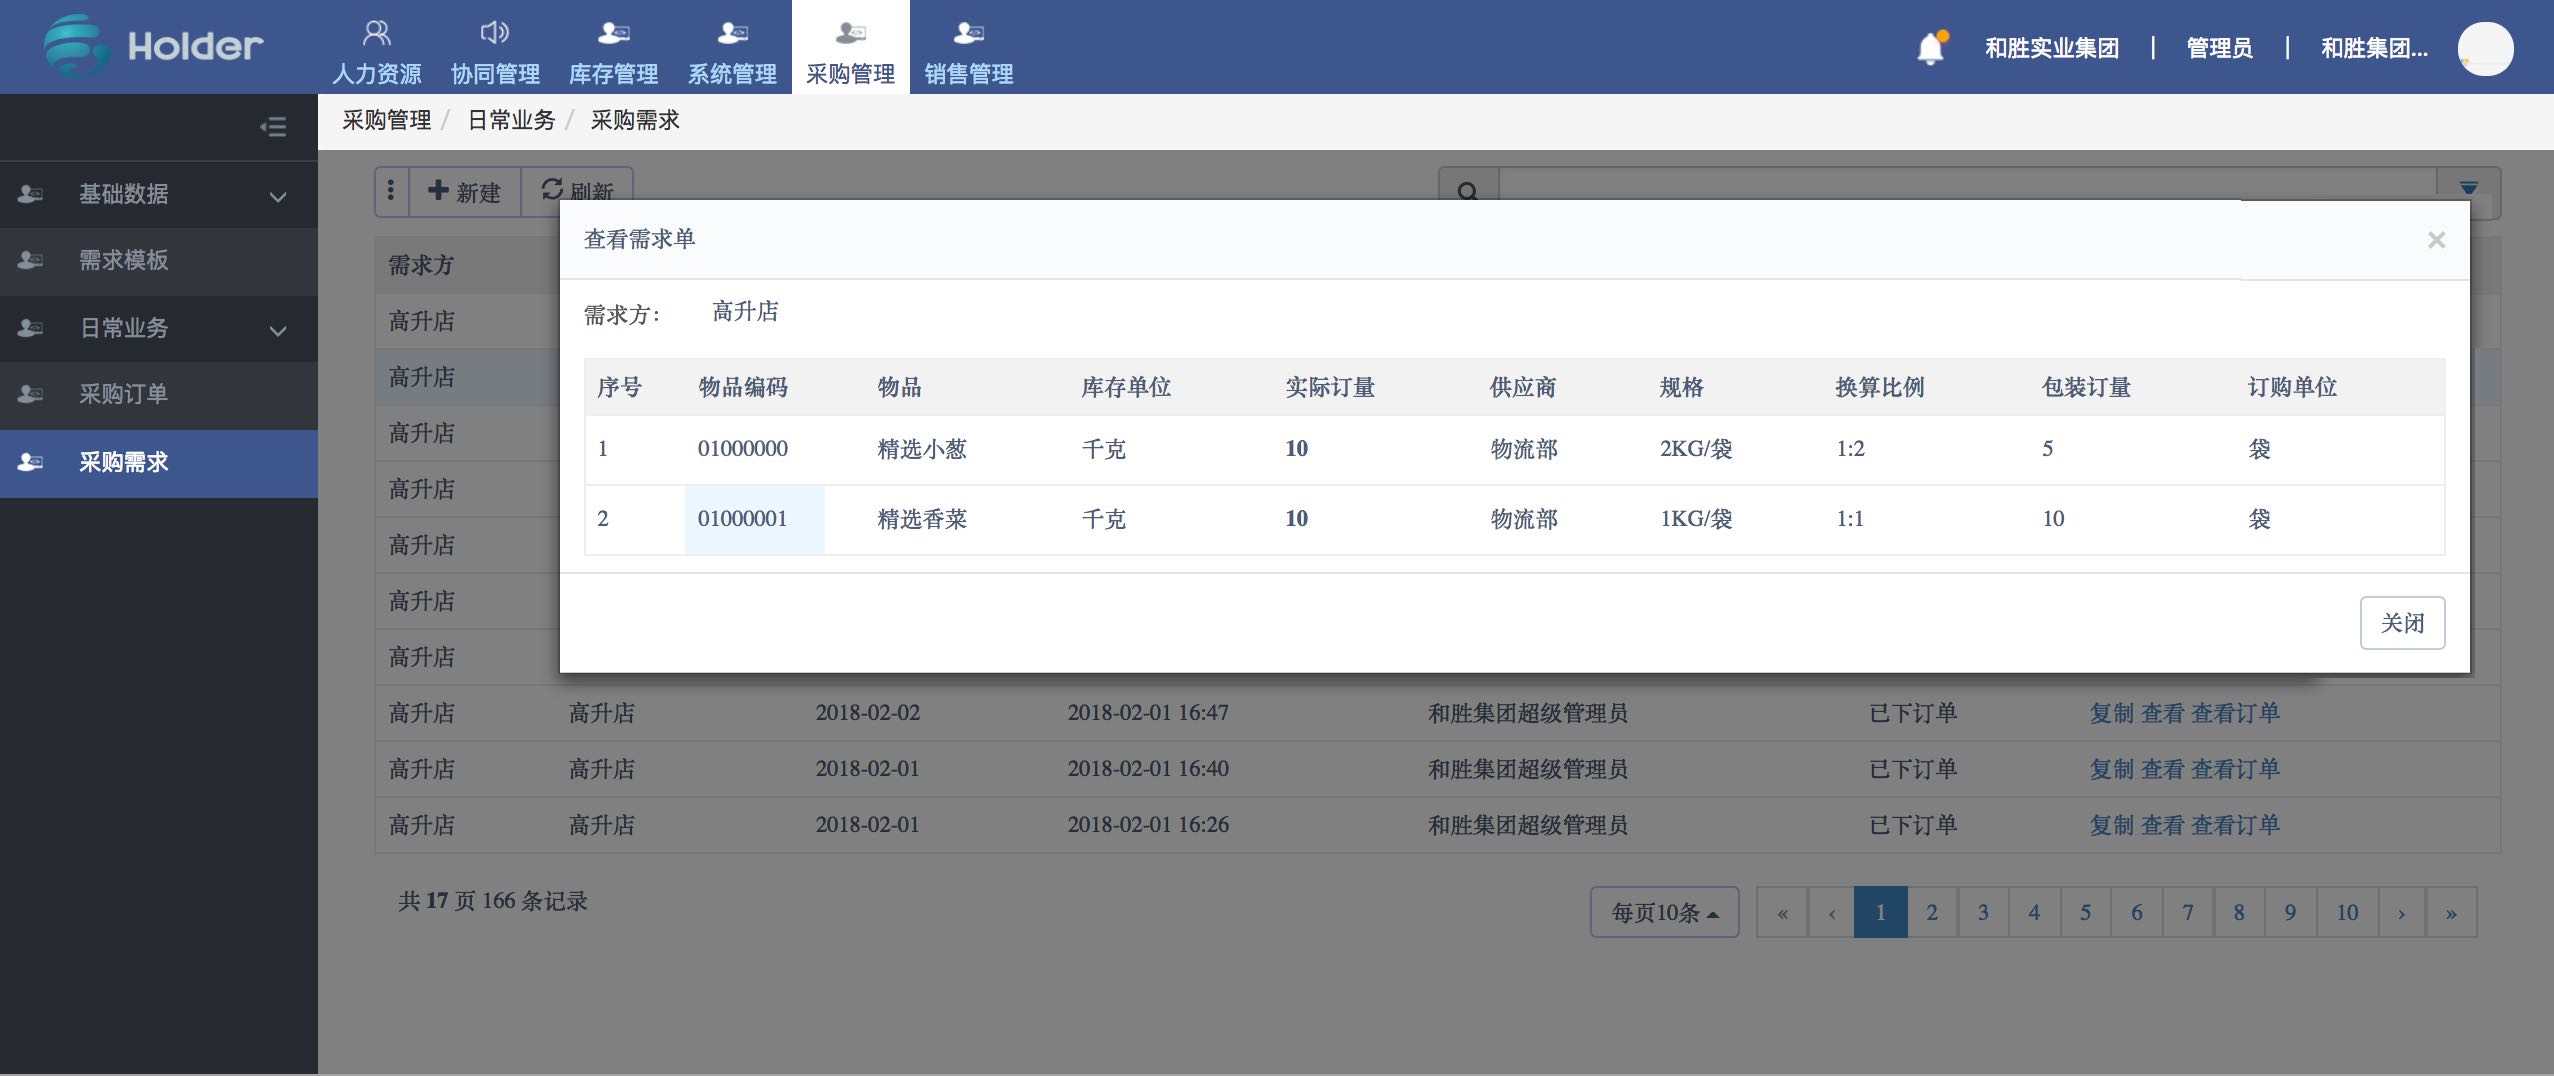 Holder
人力资源 协同管理 库存管理 系统管理 采购管理 销售管理
和胜实业集团 | 管理员 | 和胜集团...
采购管理 / 日常业务 / 采购需求
基础数据
需求模板
日常业务
采购订单
采购需求
新建 刷新
查看需求单 ×
需求方: 高升店
序号 物品编码 物品 库存单位 实际订量 供应商 规格 换算比例 包装订量 订购单位
1 01000000 精选小葱 千克 10 物流部 2KG/袋 1:2 5 袋
2 01000001 精选香菜 千克 10 物流部 1KG/袋 1:1 10 袋
关闭
需求方
高升店
高升店
高升店
高升店
高升店
高升店
高升店
高升店 高升店 2018-02-02 2018-02-01 16:47 和胜集团超级管理员 已下订单 复制 查看 查看订单
高升店 高升店 2018-02-01 2018-02-01 16:40 和胜集团超级管理员 已下订单 复制 查看 查看订单
高升店 高升店 2018-02-01 2018-02-01 16:26 和胜集团超级管理员 已下订单 复制 查看 查看订单
共 17 页 166 条记录
每页10条 « ‹ 1 2 3 4 5 6 7 8 9 10 › »